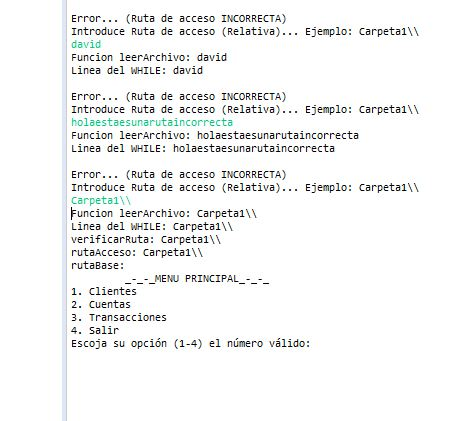 Error... (Ruta de acceso INCORRECTA)
Introduce Ruta de acceso (Relativa)... Ejemplo: Carpeta1\\
david
Funcion leerArchivo: david
Linea del WHILE: david
Error... (Ruta de acceso INCORRECTA)
Introduce Ruta de acceso (Relativa)... Ejemplo: Carpeta1\\
holaestaesunarutaincorrecta
Funcion leerArchivo: holaestaesunarutaincorrecta
Linea del WHILE: holaestaesunarutaincorrecta
Error... (Ruta de acceso INCORRECTA)
Introduce Ruta de acceso (Relativa)... Ejemplo: Carpeta1\\
Carpeta1\\
Funcion leerArchivo: Carpeta1\\
Linea del WHILE: Carpeta1\\
verificarRuta: Carpeta1\\
rutaAcceso: Carpeta1\\
rutaBase:
_-_-_MENU PRINCIPAL_-_-_
1. Clientes
2. Cuentas
3. Transacciones
4. Salir
Escoja su opción (1-4) el número válido: